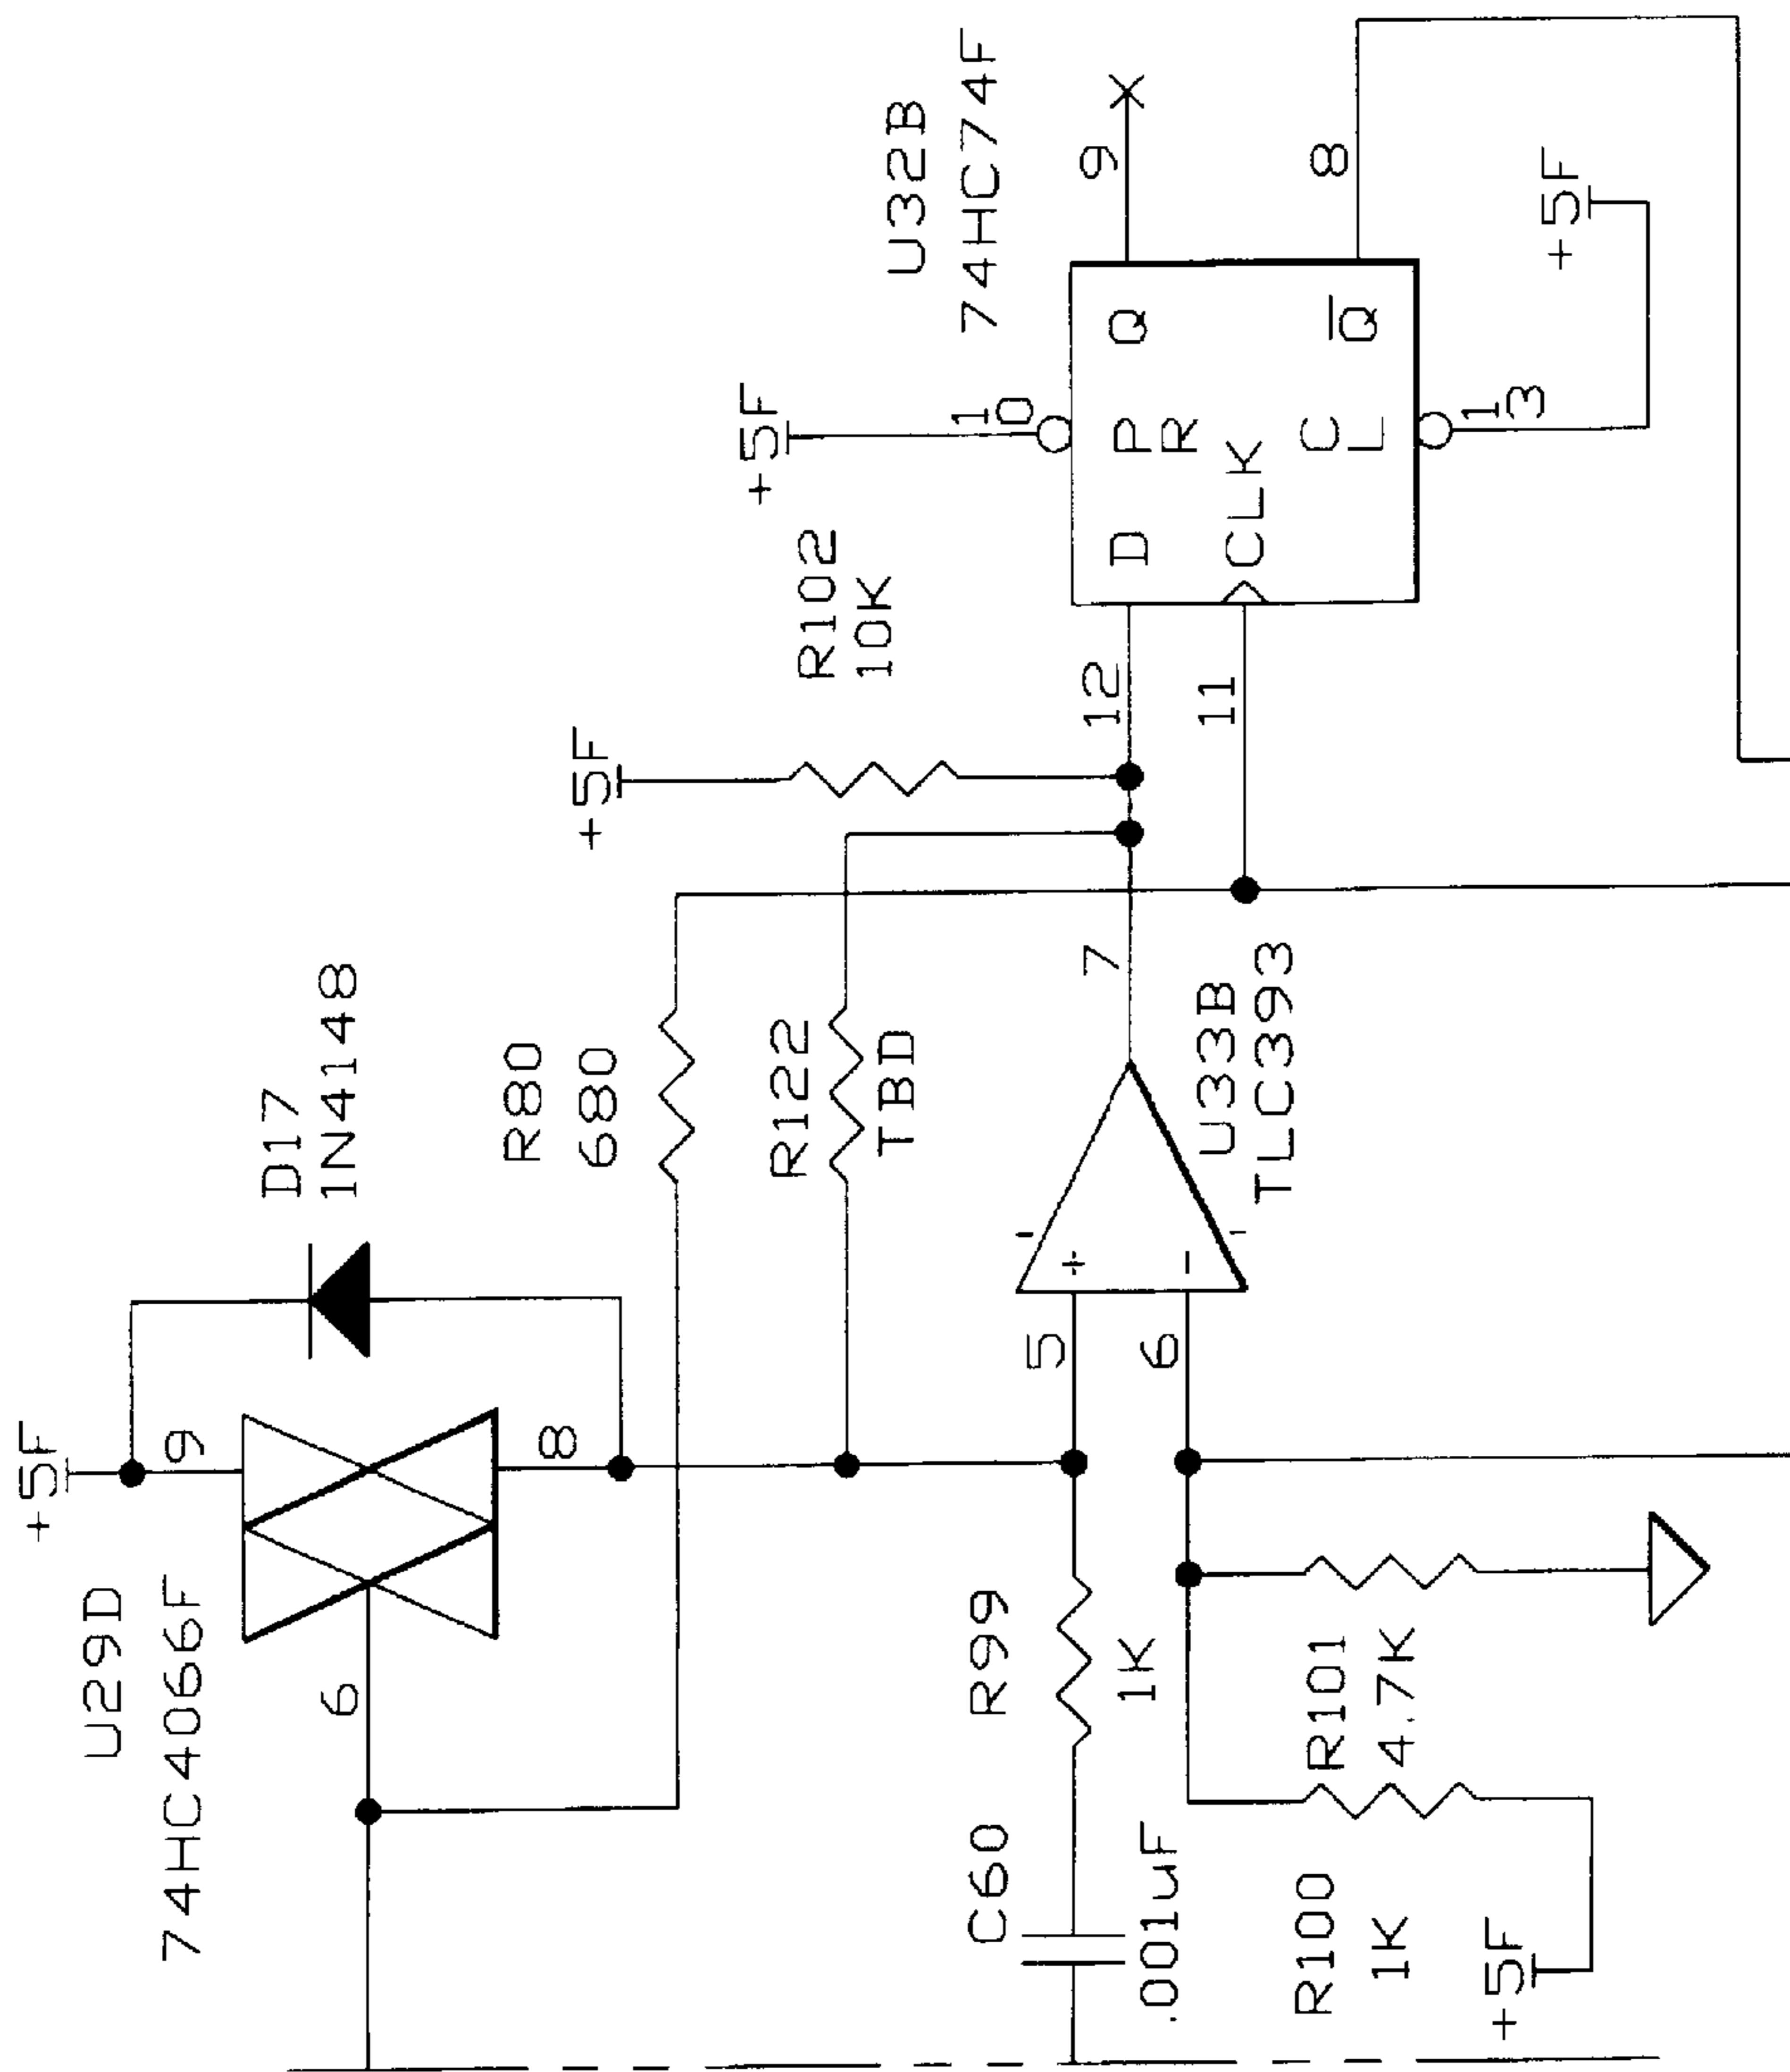 +5F
U29D
74HC4066F
9
8
6
D17
1N4148
R80
680
R122
TBD
+5F
R102
10K
C60
.001uF
R99
1K
5
6
+
-
7
U33B
TLC393
R100
1K
+5F
R101
4.7K
12
11
+5F
10
D
PR
Q
CLK
CL
Q̅
U32B
74HC74F
9
X
8
13
+5F